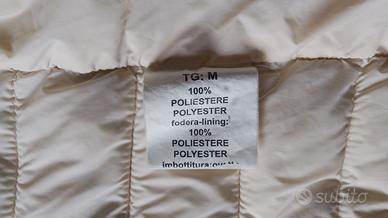 TG: M
100%
POLIESTERE
POLYESTER
fodera-lining:
100%
POLIESTERE
POLYESTER
subito